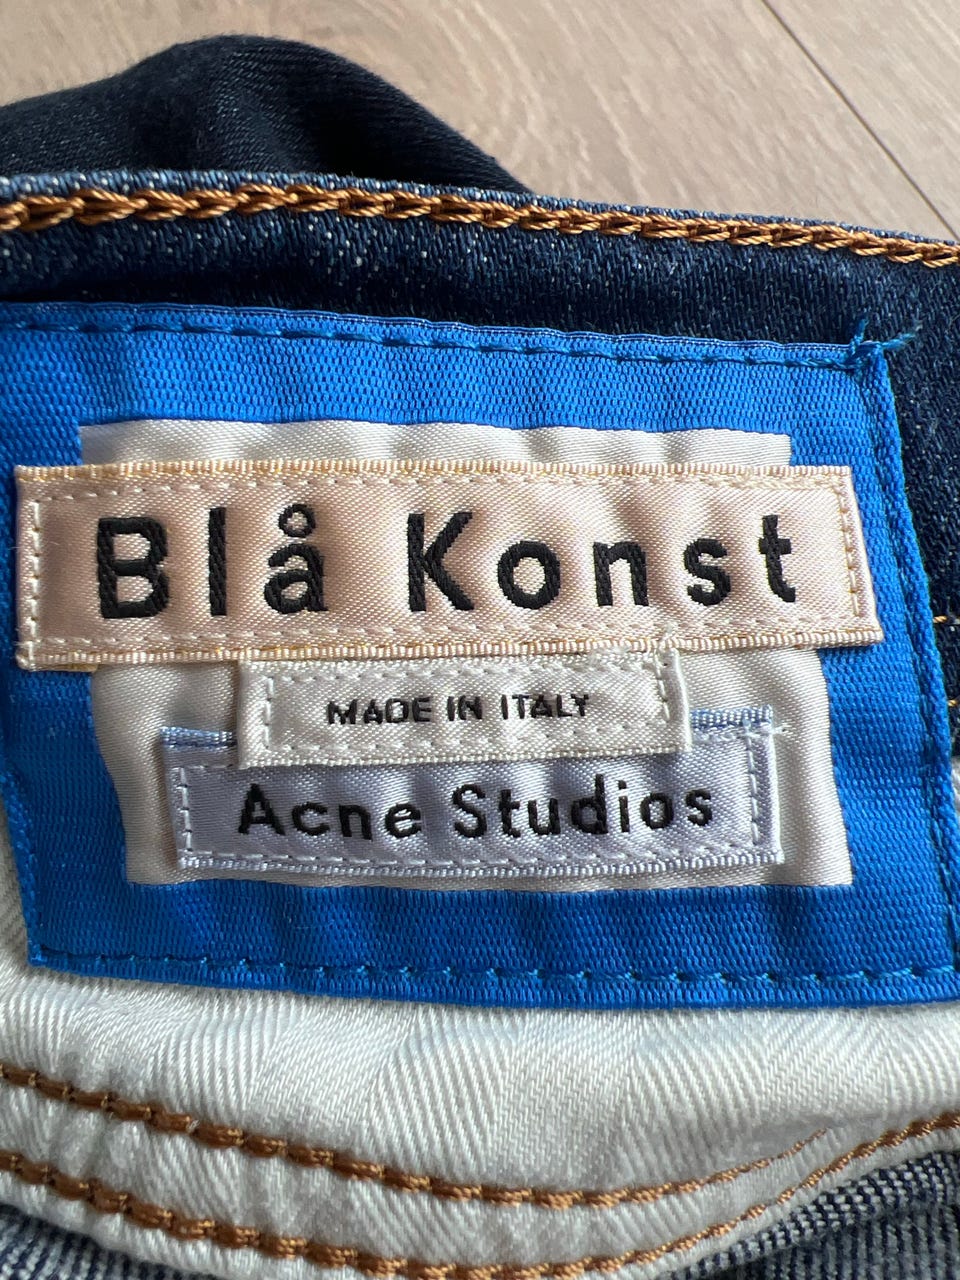 Blå Konst
MADE IN ITALY
Acne Studios